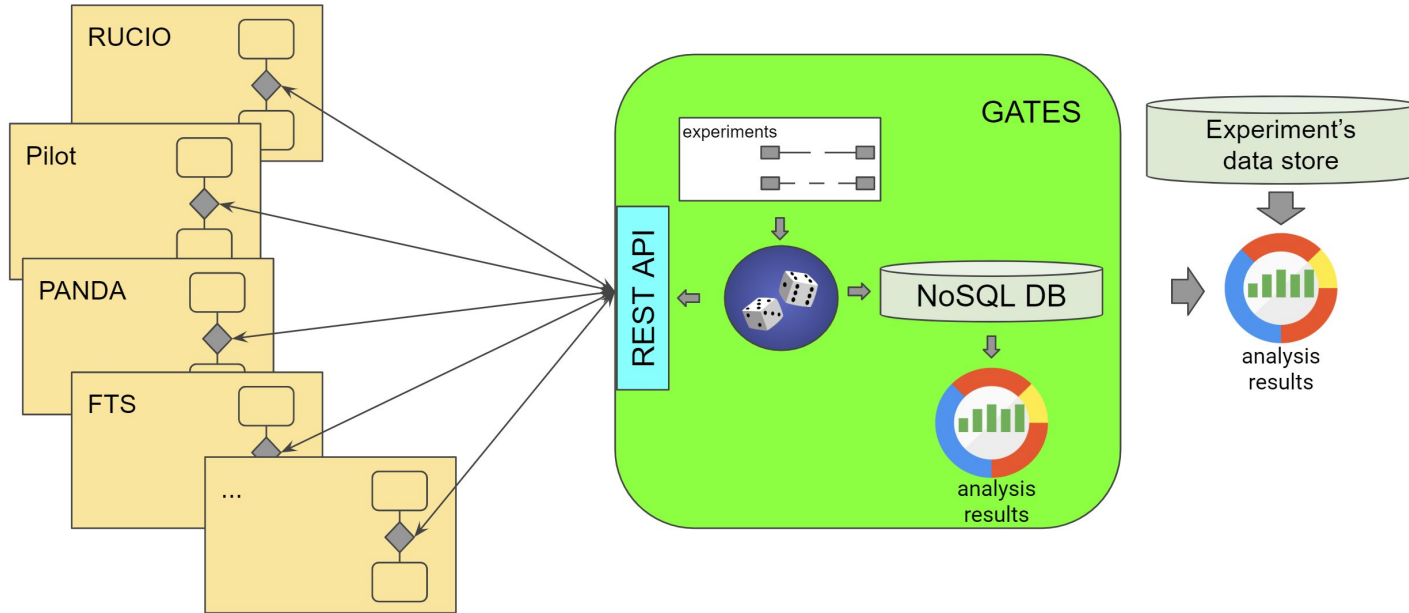 RUCIO
Pilot
PANDA
FTS
...
GATES
experiments
REST API
NoSQL DB
analysis
results
Experiment’s
data store
analysis
results